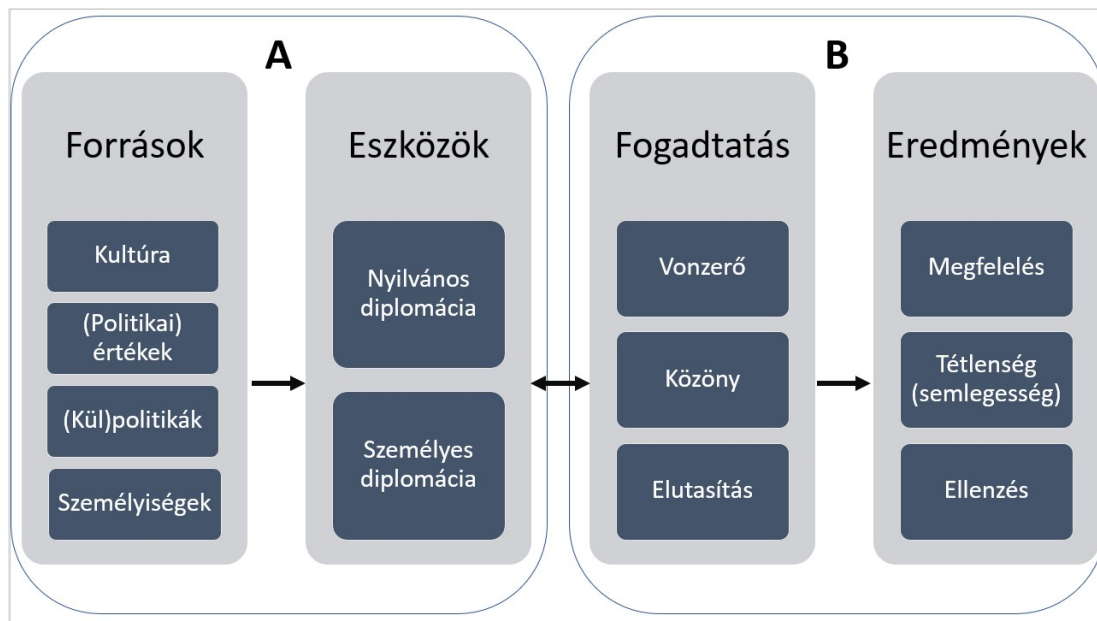 A
B
Források
Kultúra
(Politikai)
értékek
(Kül)politikák
Személyiségek
Eszközök
Nyilvános
diplomácia
Személyes
diplomácia
Fogadtatás
Vonzerő
Közöny
Elutasítás
Eredmények
Megfelelés
Tétlenség
(semlegesség)
Ellenzés